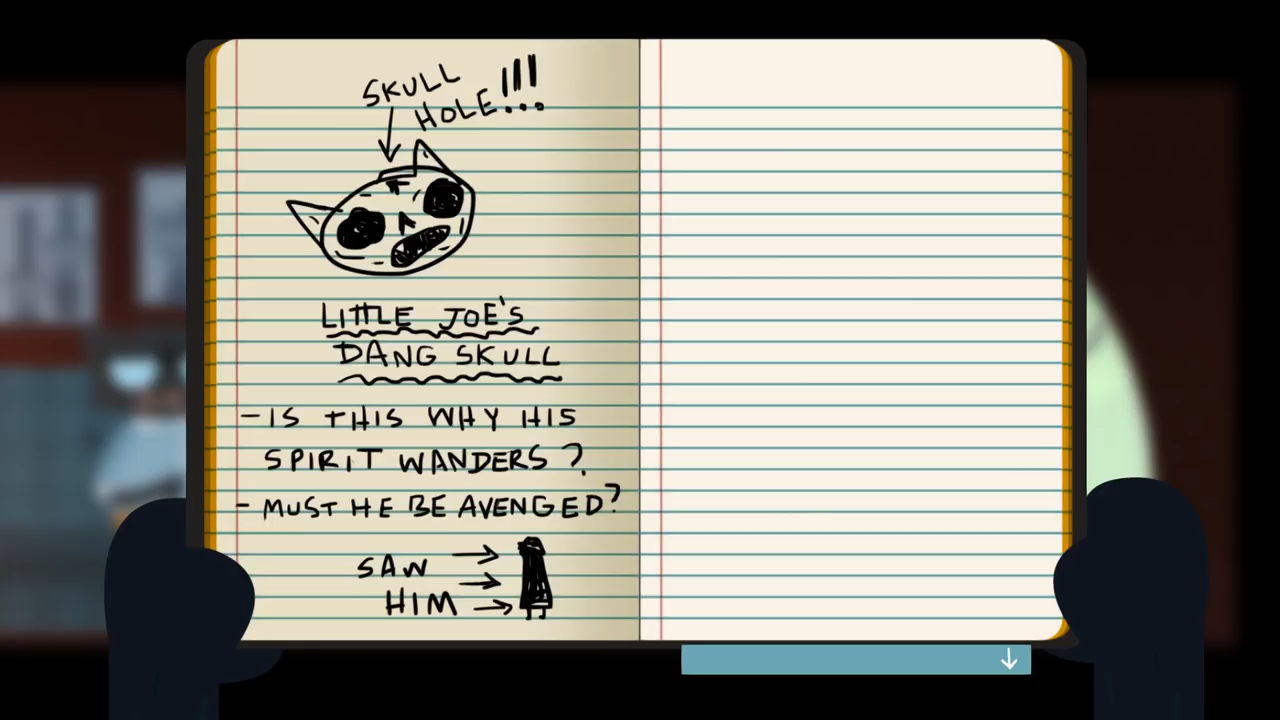 SKULL
HOLE!!!
LITTLE JOE'S
DANG SKULL
- IS THIS WHY HIS
SPIRIT WANDERS?
- MUST HE BE AVENGED?
SAW
HIM